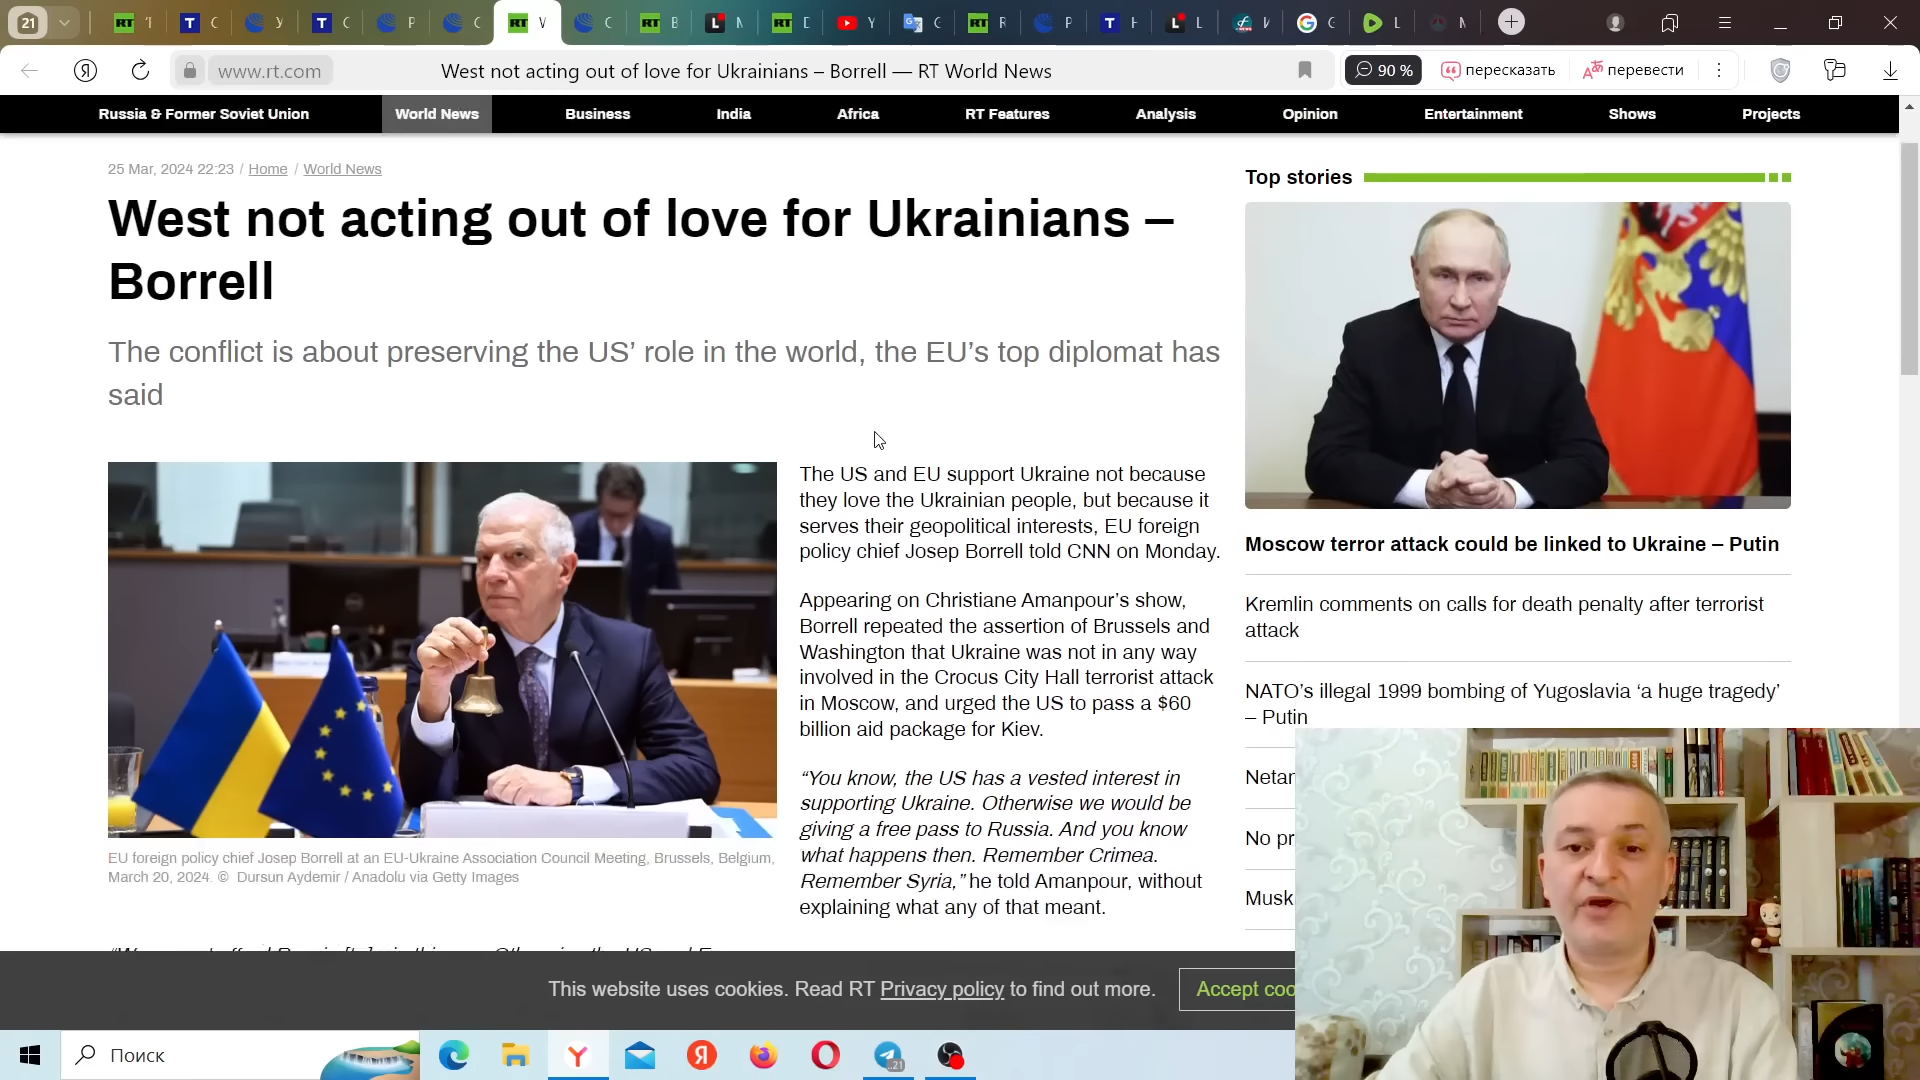 21
www.rt.com
West not acting out of love for Ukrainians – Borrell — RT World News
90 %
пересказать
перевести
Russia & Former Soviet Union
World News
Business
India
Africa
RT Features
Analysis
Opinion
Entertainment
Shows
Projects
25 Mar, 2024 22:23 / Home / World News
West not acting out of love for Ukrainians –
Borrell
The conflict is about preserving the US’ role in the world, the EU’s top diplomat has
said
EU foreign policy chief Josep Borrell at an EU-Ukraine Association Council Meeting, Brussels, Belgium,
March 20, 2024. © Dursun Aydemir / Anadolu via Getty Images
The US and EU support Ukraine not because
they love the Ukrainian people, but because it
serves their geopolitical interests, EU foreign
policy chief Josep Borrell told CNN on Monday.
Appearing on Christiane Amanpour’s show,
Borrell repeated the assertion of Brussels and
Washington that Ukraine was not in any way
involved in the Crocus City Hall terrorist attack
in Moscow, and urged the US to pass a $60
billion aid package for Kiev.
“You know, the US has a vested interest in
supporting Ukraine. Otherwise we would be
giving a free pass to Russia. And you know
what happens then. Remember Crimea.
Remember Syria,” he told Amanpour, without
explaining what any of that meant.
Top stories
Moscow terror attack could be linked to Ukraine – Putin
Kremlin comments on calls for death penalty after terrorist
attack
NATO’s illegal 1999 bombing of Yugoslavia ‘a huge tragedy’
– Putin
No
Musk
This website uses cookies. Read RT Privacy policy to find out more.
Accept
Поиск